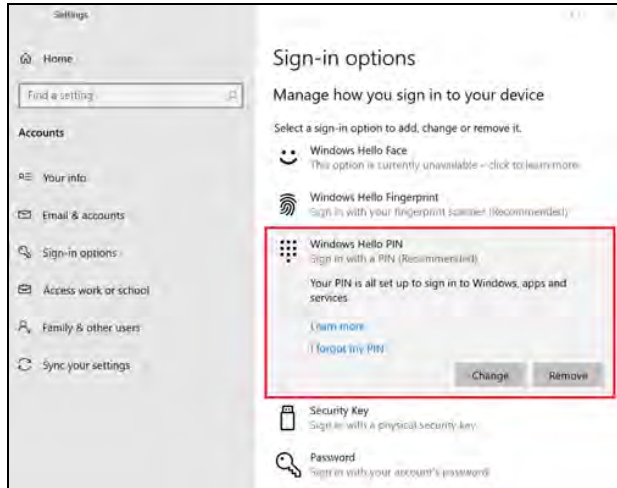 Settings
Home
Find a setting
Accounts
Your info
Email & accounts
Sign-in options
Access work or school
Family & other users
Sync your settings
Sign-in options
Manage how you sign in to your device
Select a sign-in option to add, change or remove it.
Windows Hello Face
This option is currently unavailable – click to learn more
Windows Hello Fingerprint
Sign in with your fingerprint scanner (Recommended)
Windows Hello PIN
Sign in with a PIN (Recommended)
Your PIN is all set up to sign in to Windows, apps and
services.
Learn more
I forgot my PIN
Change
Remove
Security Key
Sign in with a physical security key
Password
Sign in with your account's password